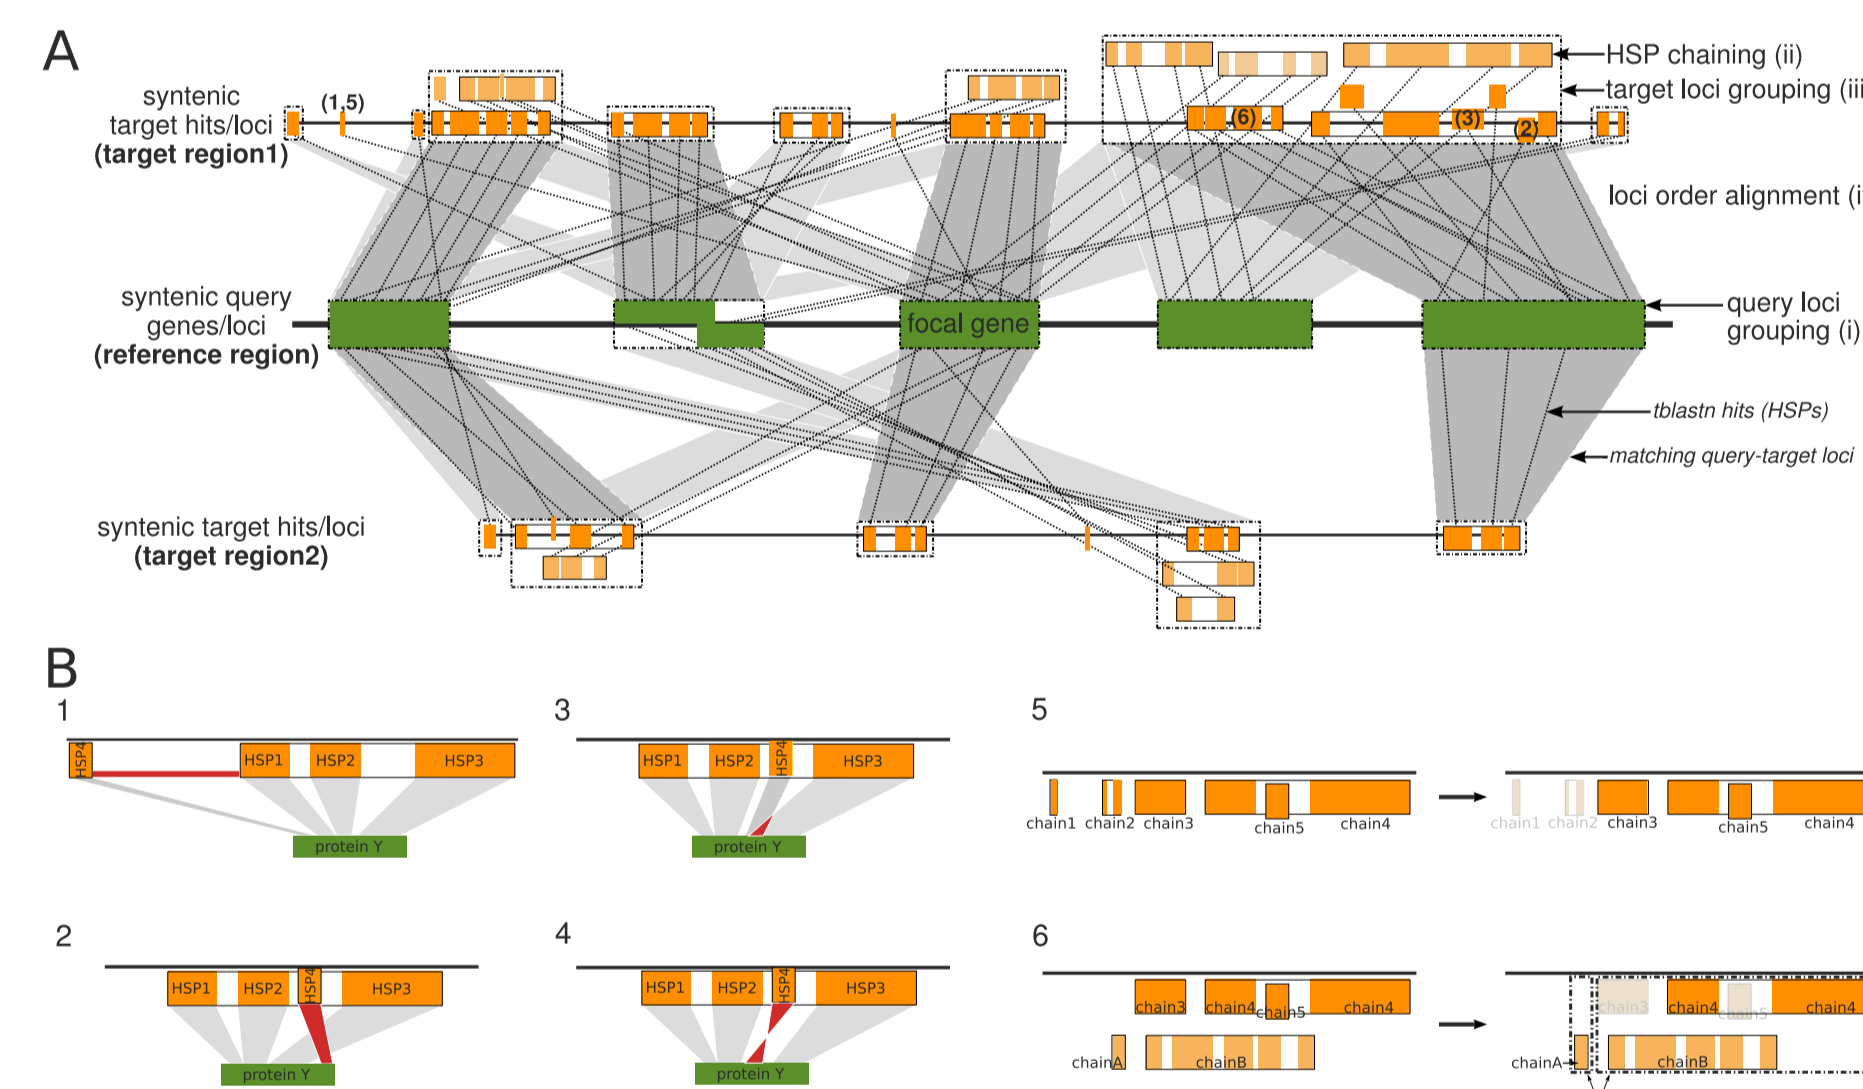 A
syntenic
target hits/loci
(target region1)
(1,5)
(6)
(3)
(2)
HSP chaining (ii)
target loci grouping (iii
loci order alignment (i
syntenic query
genes/loci
(reference region)
focal gene
query loci
grouping (i)
tblastn hits (HSPs)
matching query-target loci
syntenic target hits/loci
(target region2)
B
1
HSP4
HSP1
HSP2
HSP3
protein Y
3
HSP1
HSP2
HSP4
HSP3
protein Y
5
chain1
chain2
chain3
chain5
chain4
chain1
chain2
chain3
chain5
chain4
2
HSP1
HSP2
HSP4
HSP3
protein Y
4
HSP1
HSP2
HSP4
HSP3
protein Y
6
chain3
chain4
chain5
chain4
chainA
chainB
chain3
chain4
chain5
chain4
chainA
chainB